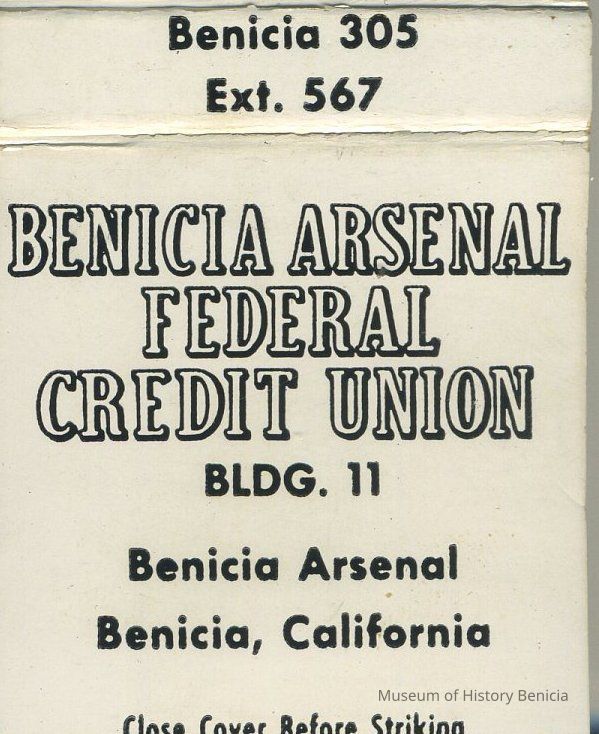 Benicia 305
Ext. 567
BENICIA ARSENAL
FEDERAL
CREDIT UNION
BLDG. 11
Benicia Arsenal
Benicia, California
Museum of History Benicia
Close Cover Before Striking